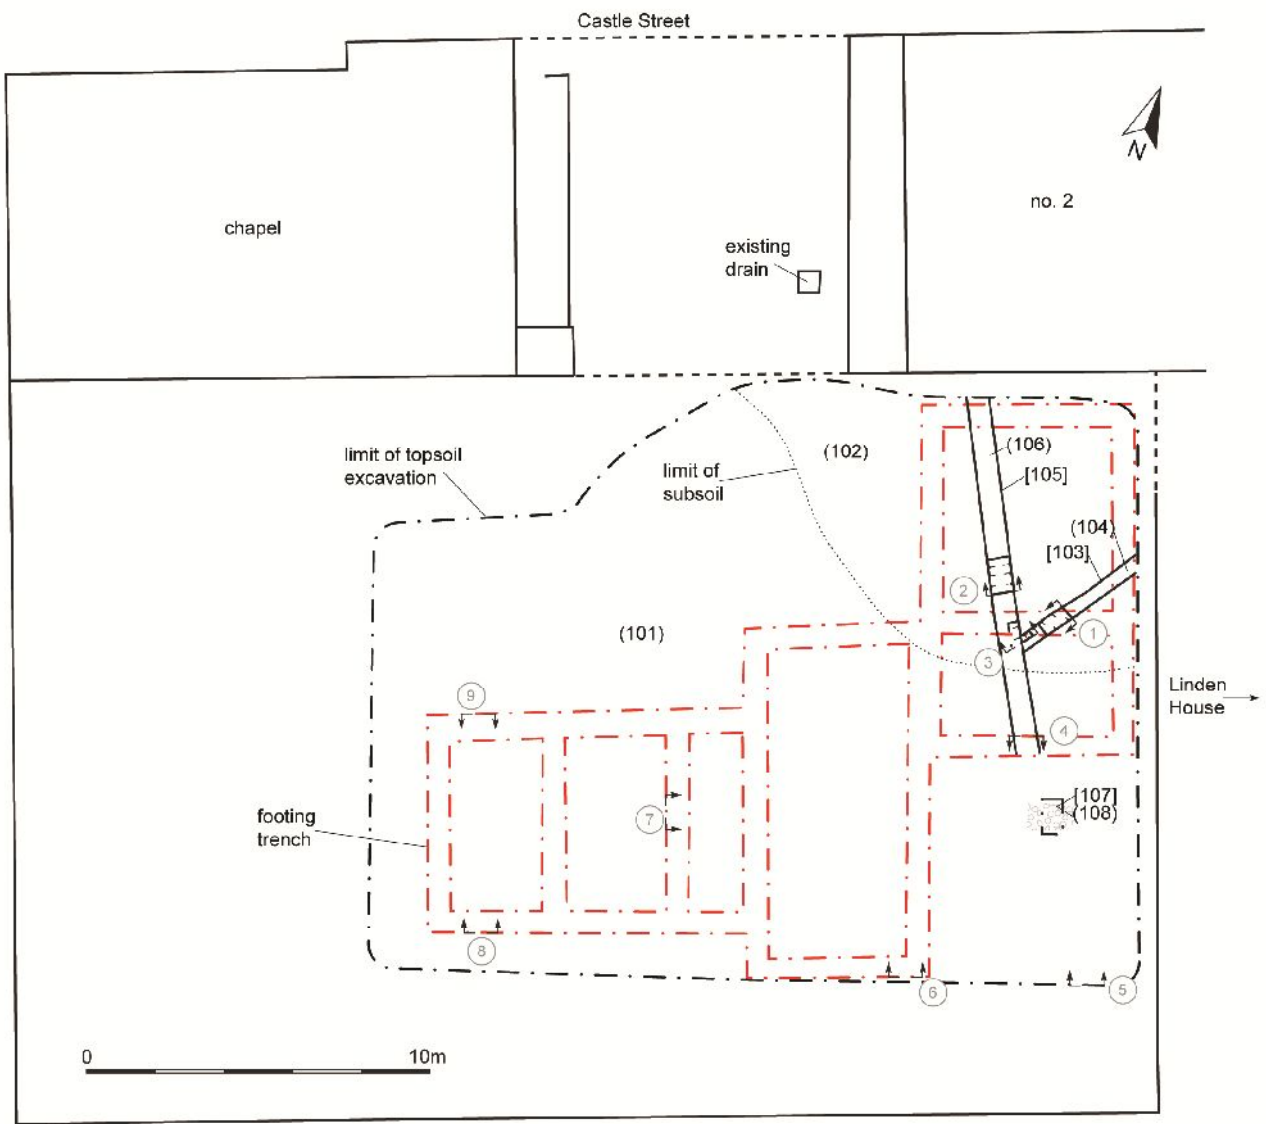 Castle Street
N
no. 2
chapel
existing
drain
(102)
(106)
limit of topsoil
excavation
limit of
subsoil
[105]
(104)
[103]
2
(101)
1
3
9
Linden
House
4
[107]
(108)
footing
trench
7
8
6
5
0
10m